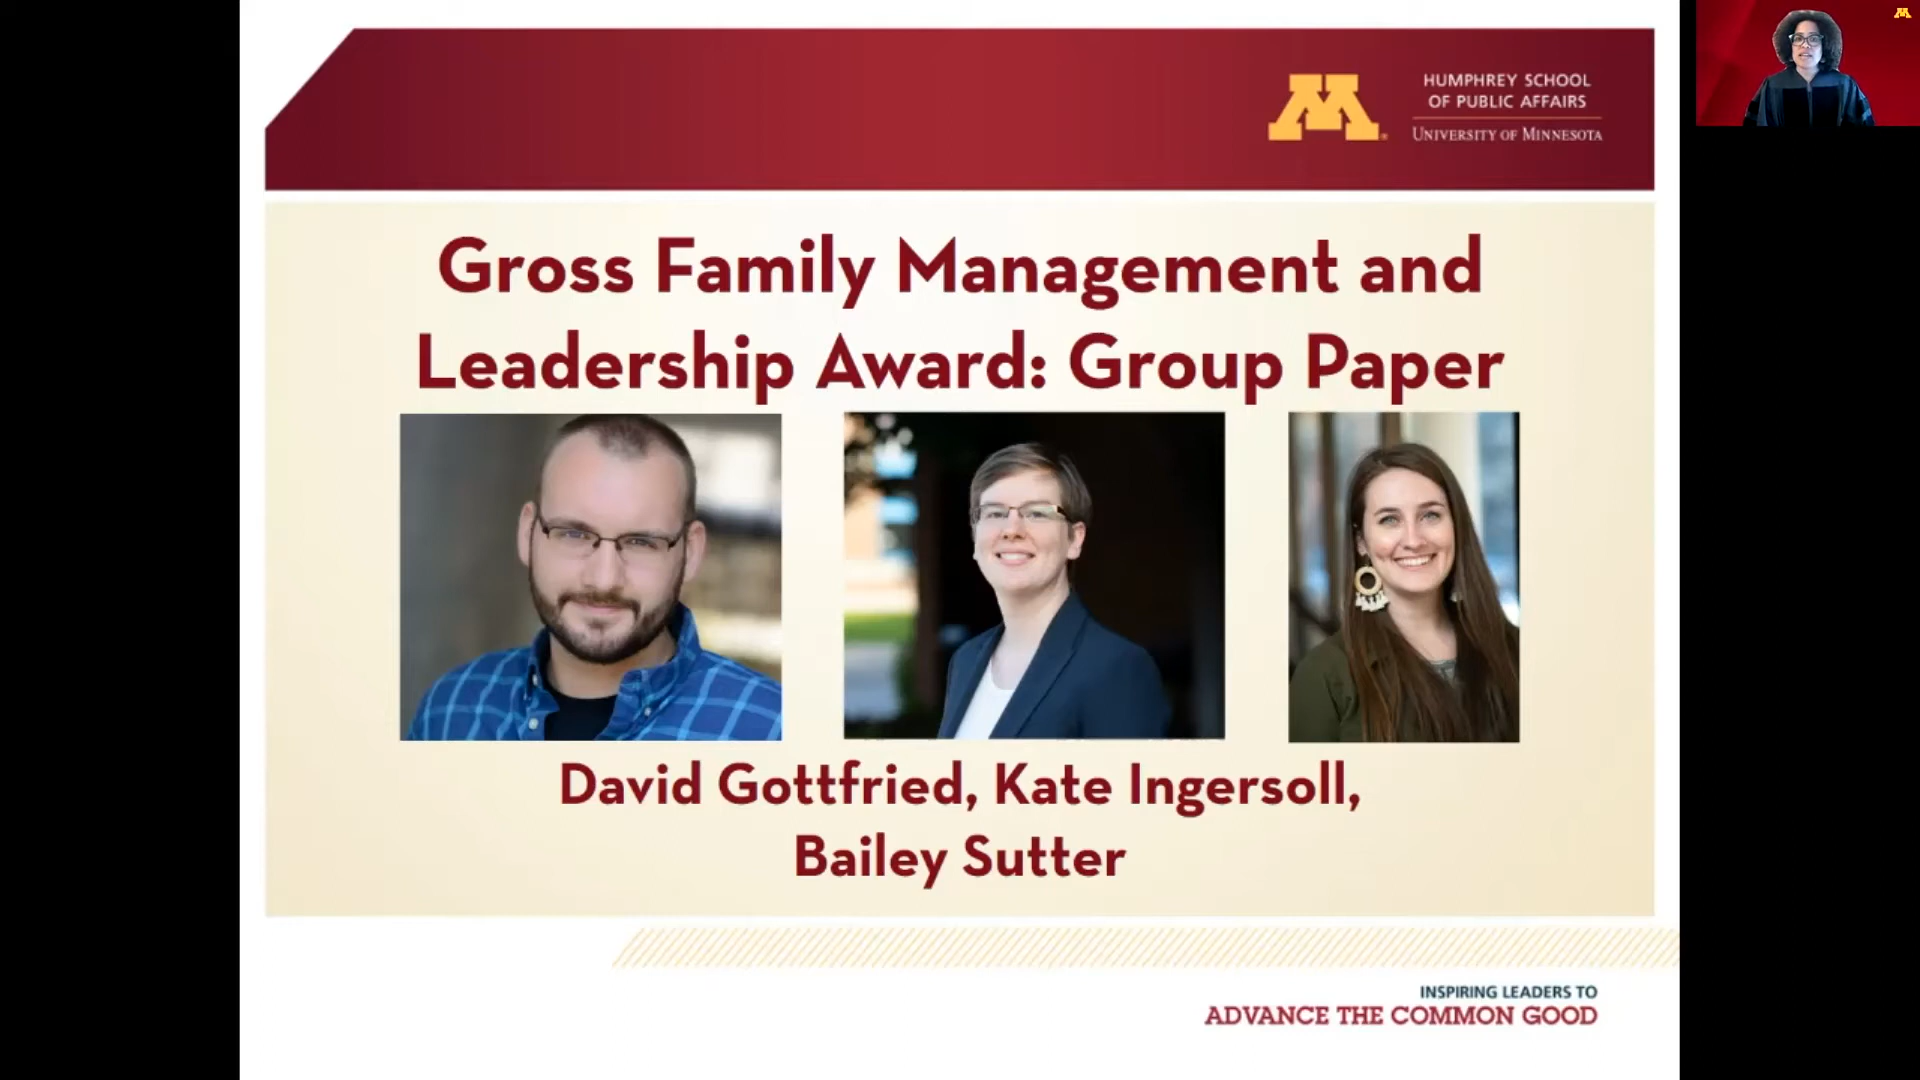 HUMPHREY SCHOOL
OF PUBLIC AFFAIRS
UNIVERSITY OF MINNESOTA
Gross Family Management and
Leadership Award: Group Paper
David Gottfried, Kate Ingersoll,
Bailey Sutter
INSPIRING LEADERS TO
ADVANCE THE COMMON GOOD